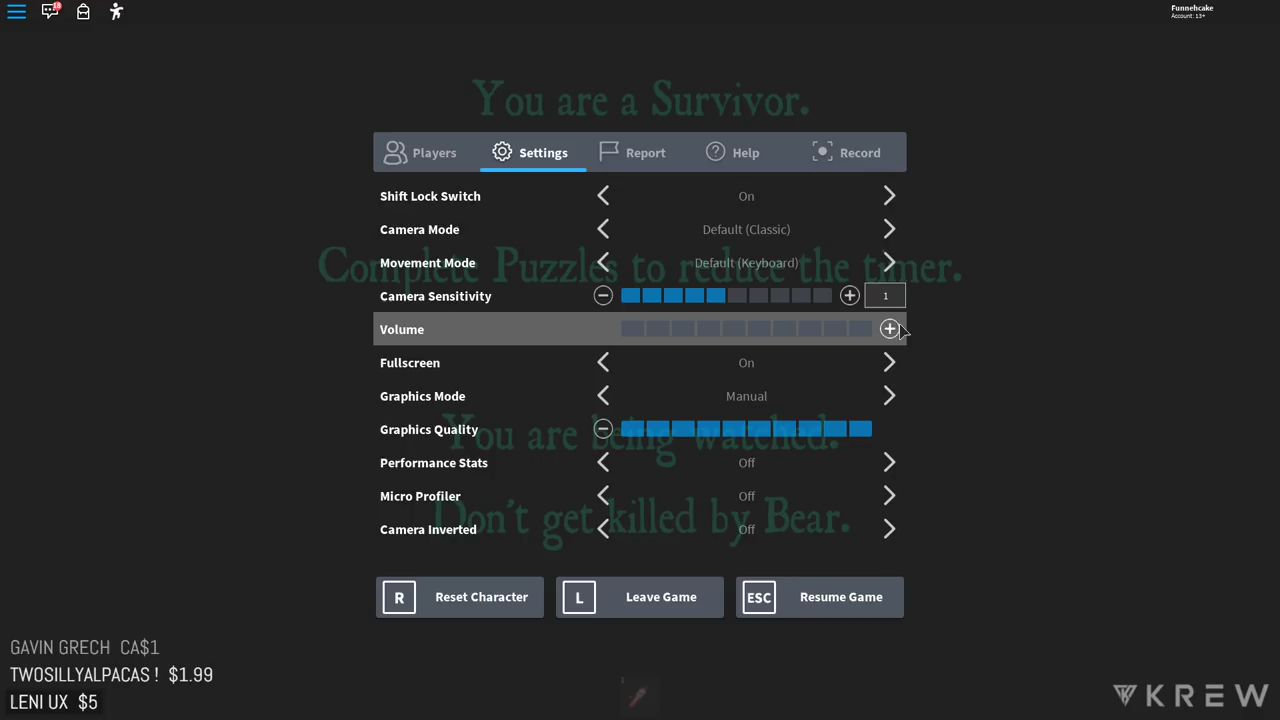 18
Funnehcake
Account: 13+
You are a Survivor.
Players
Settings
Report
Help
Record
Shift Lock Switch On
Camera Mode Default (Classic)
Complete Puzzles to reduce the timer.
Movement Mode Default (Keyboard)
Camera Sensitivity 1
Volume
Fullscreen On
Graphics Mode Manual
You are being watched.
Graphics Quality
Performance Stats Off
Micro Profiler Off
Don't get killed by Bear.
Camera Inverted Off
R Reset Character
L Leave Game
ESC Resume Game
GAVIN GRECH CA$1
TWOSILLYALPACAS ! $1.99
LENI UX $5
1
KREW